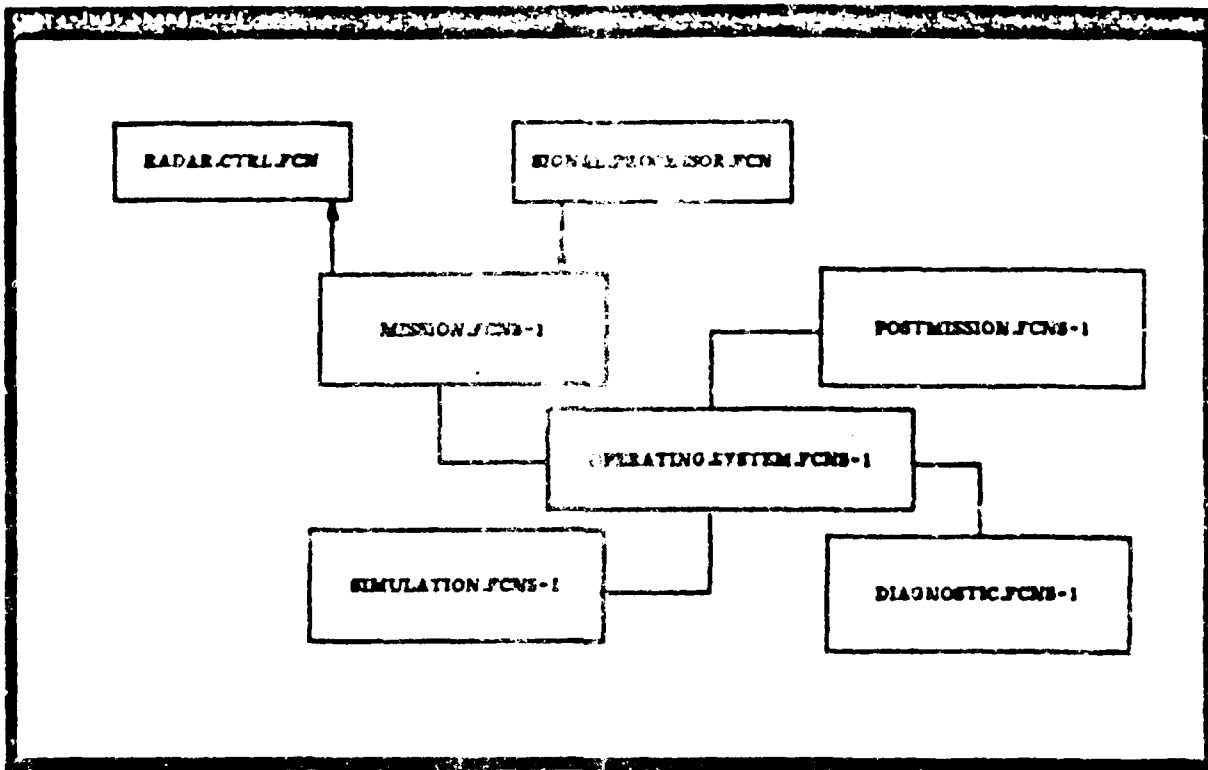 RADAR.CTRL.FCN
SIGNAL.PROCESSOR.FCN
MISSION.FCNS-1
POSTMISSION.FCNS-1
OPERATING.SYSTEM.FCNS-1
SIMULATION.FCNS-1
DIAGNOSTIC.FCNS-1